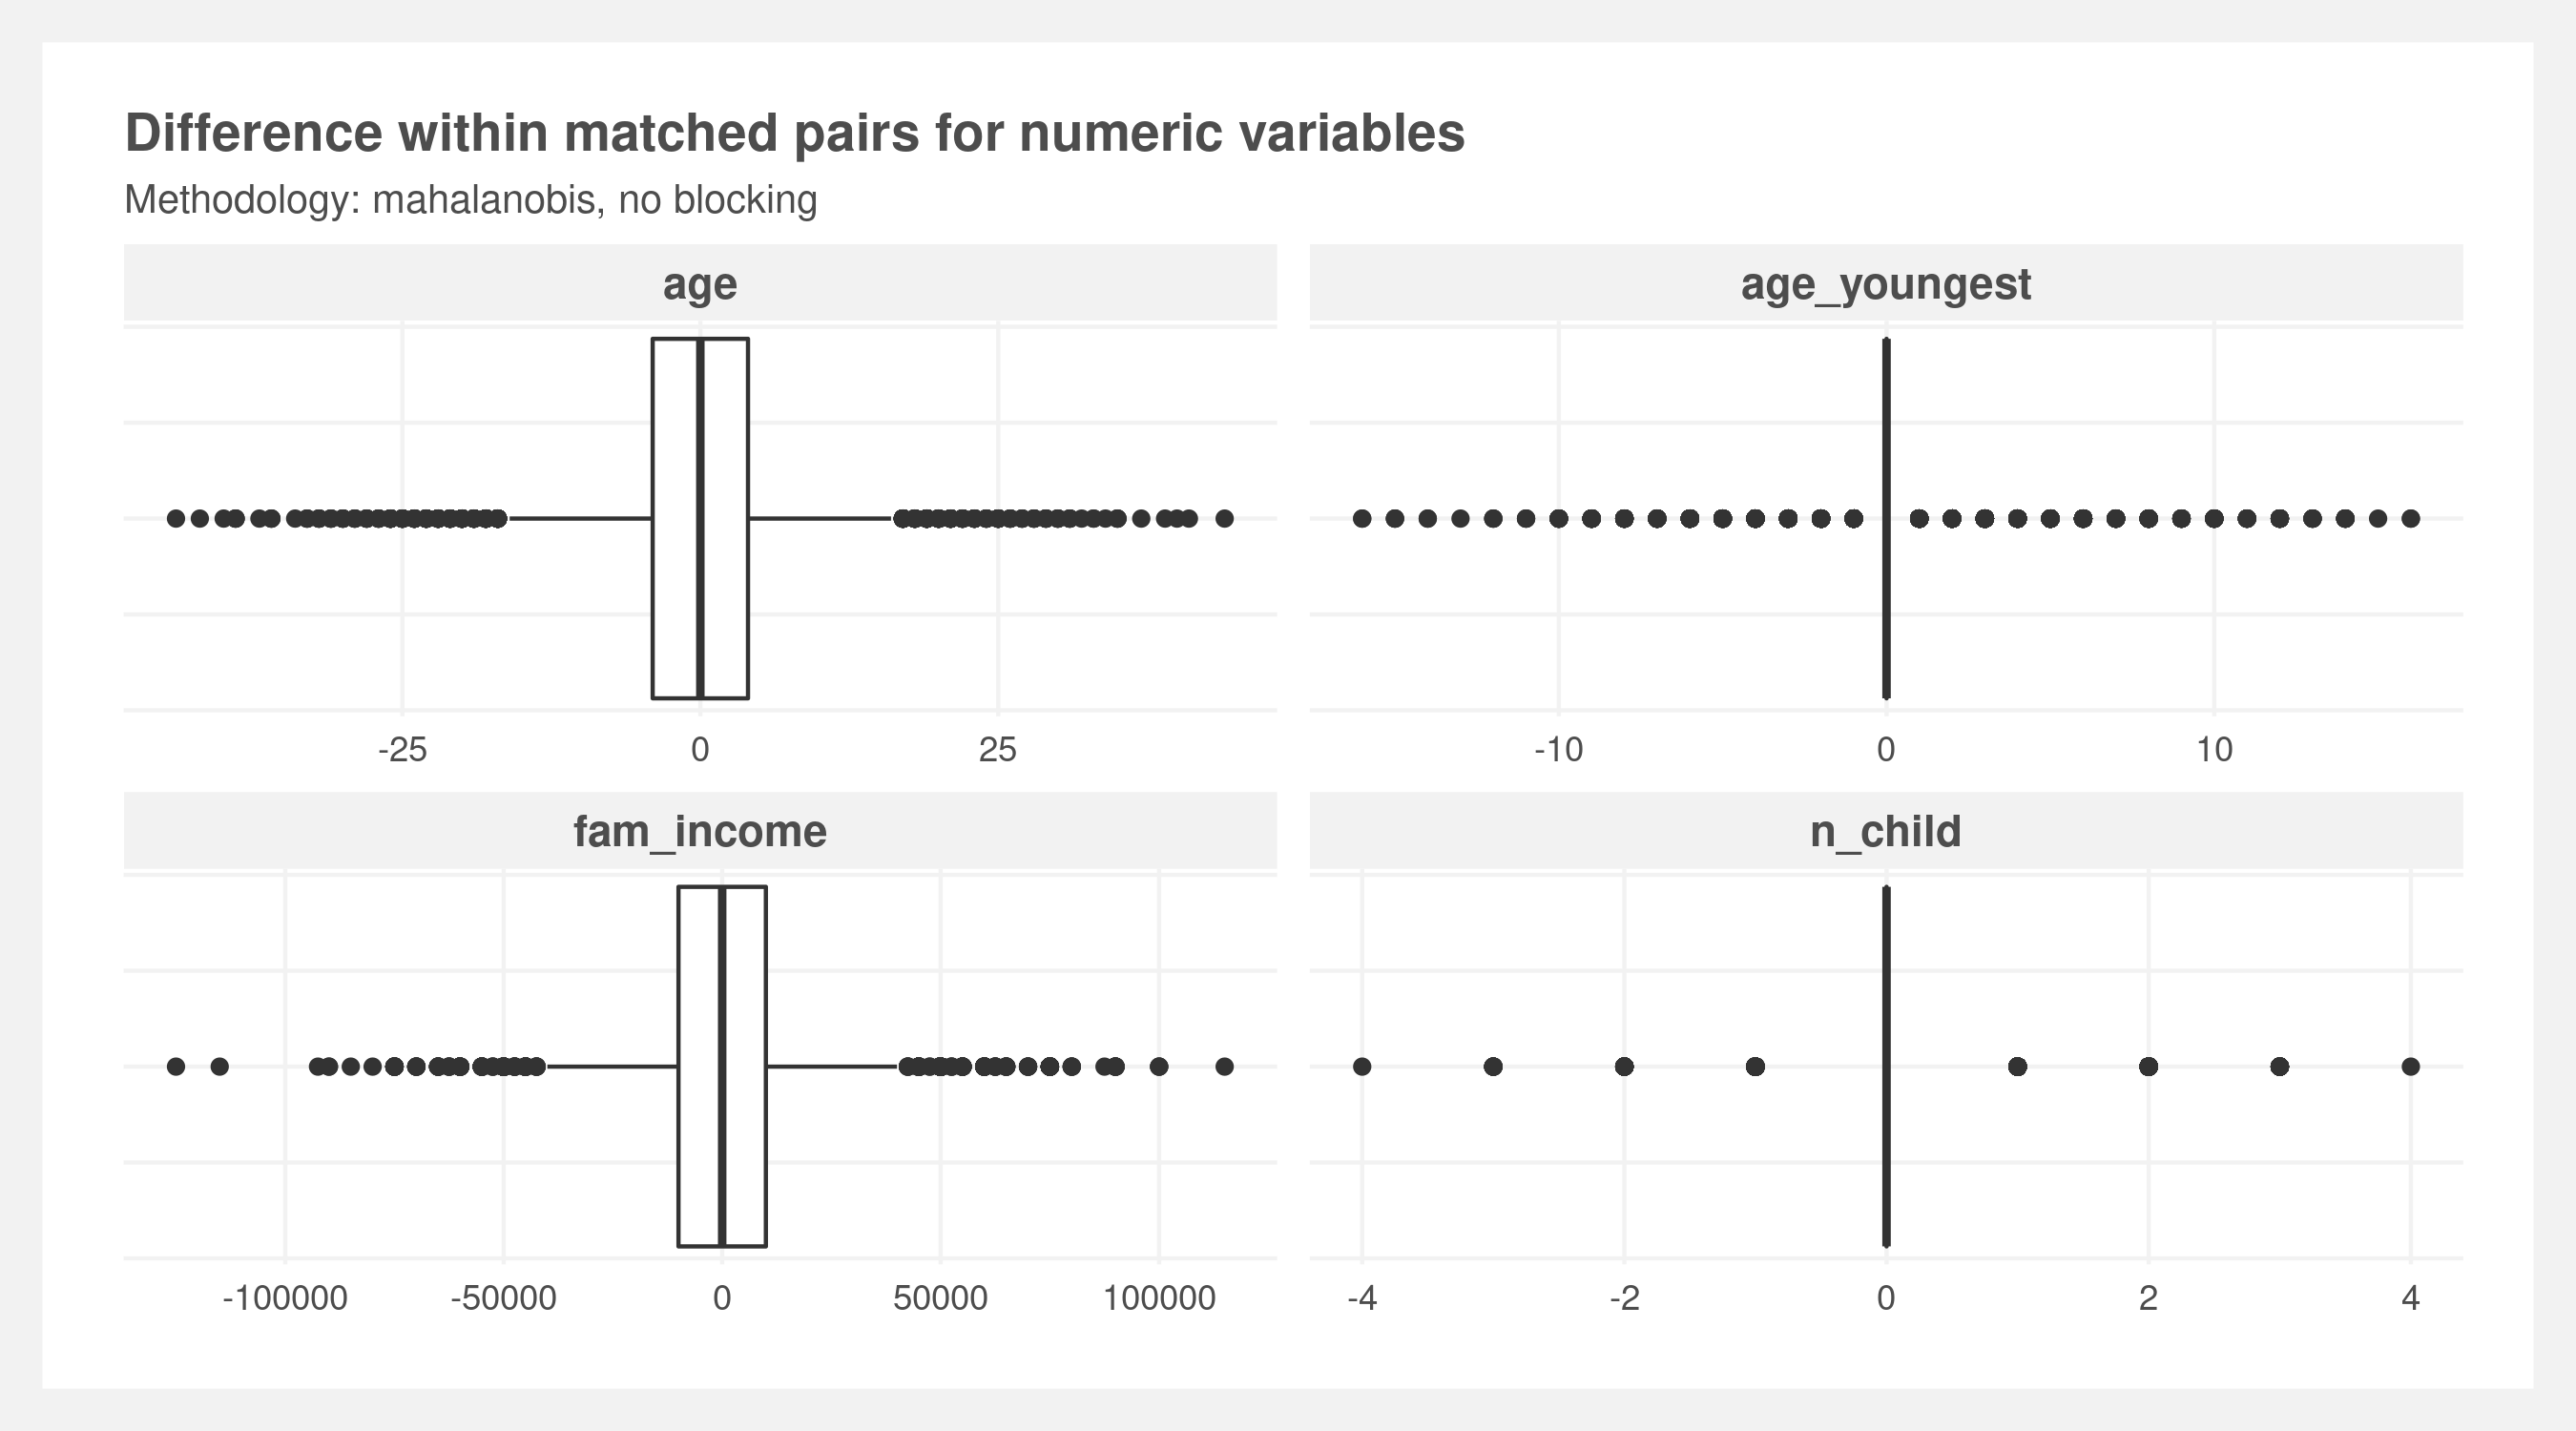 Difference within matched pairs for numeric variables
Methodology: mahalanobis, no blocking
age
age_youngest
-25 0 25
-10 0 10
fam_income
n_child
-100000 -50000 0 50000 100000
-4 -2 0 2 4